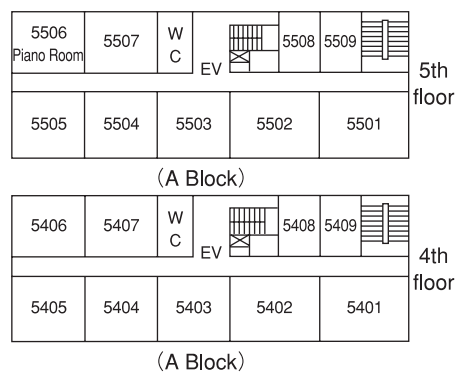 5506
Piano Room
5507
W
C
EV
5508
5509
5th
floor
5505
5504
5503
5502
5501
(A Block)
5406
5407
W
C
EV
5408
5409
4th
floor
5405
5404
5403
5402
5401
(A Block)